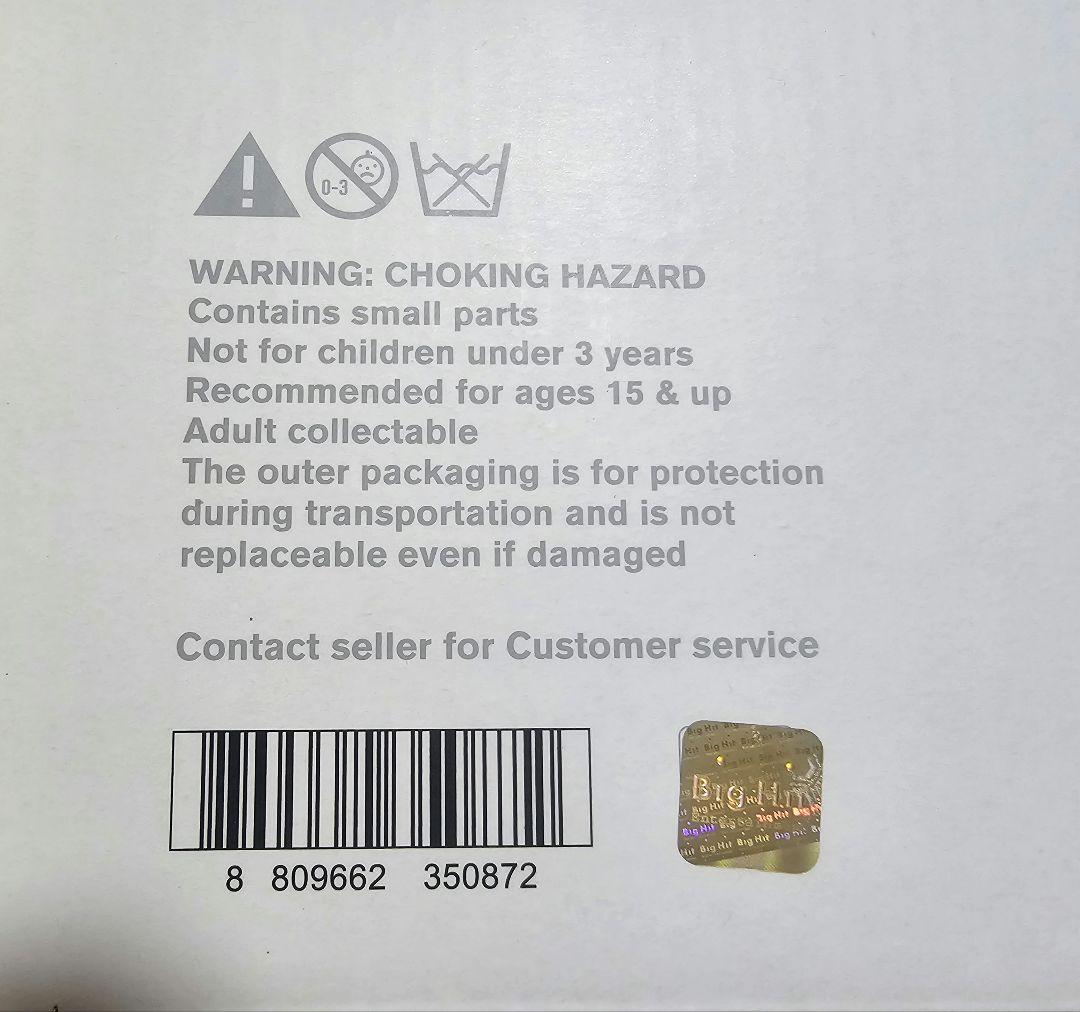 0-3
WARNING: CHOKING HAZARD
Contains small parts
Not for children under 3 years
Recommended for ages 15 & up
Adult collectable
The outer packaging is for protection
during transportation and is not
replaceable even if damaged
Contact seller for Customer service
8 809662 350872
Big Hit